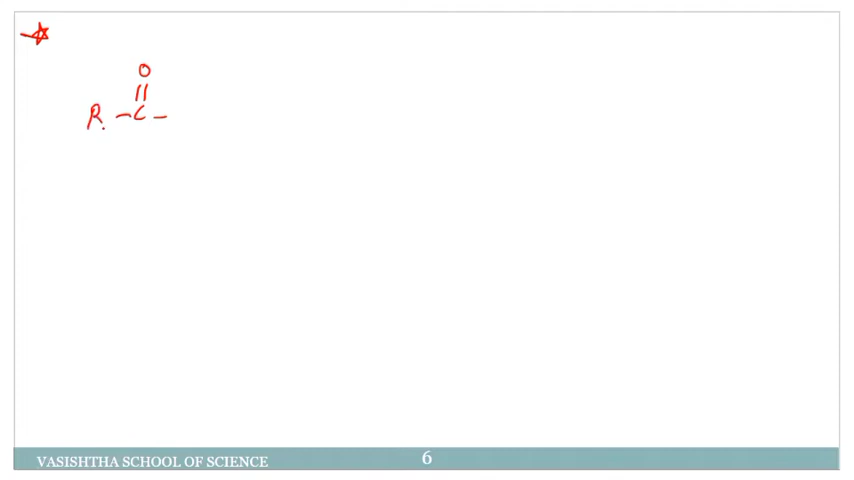 O
||
R - C -
VASISHTHA SCHOOL OF SCIENCE 6